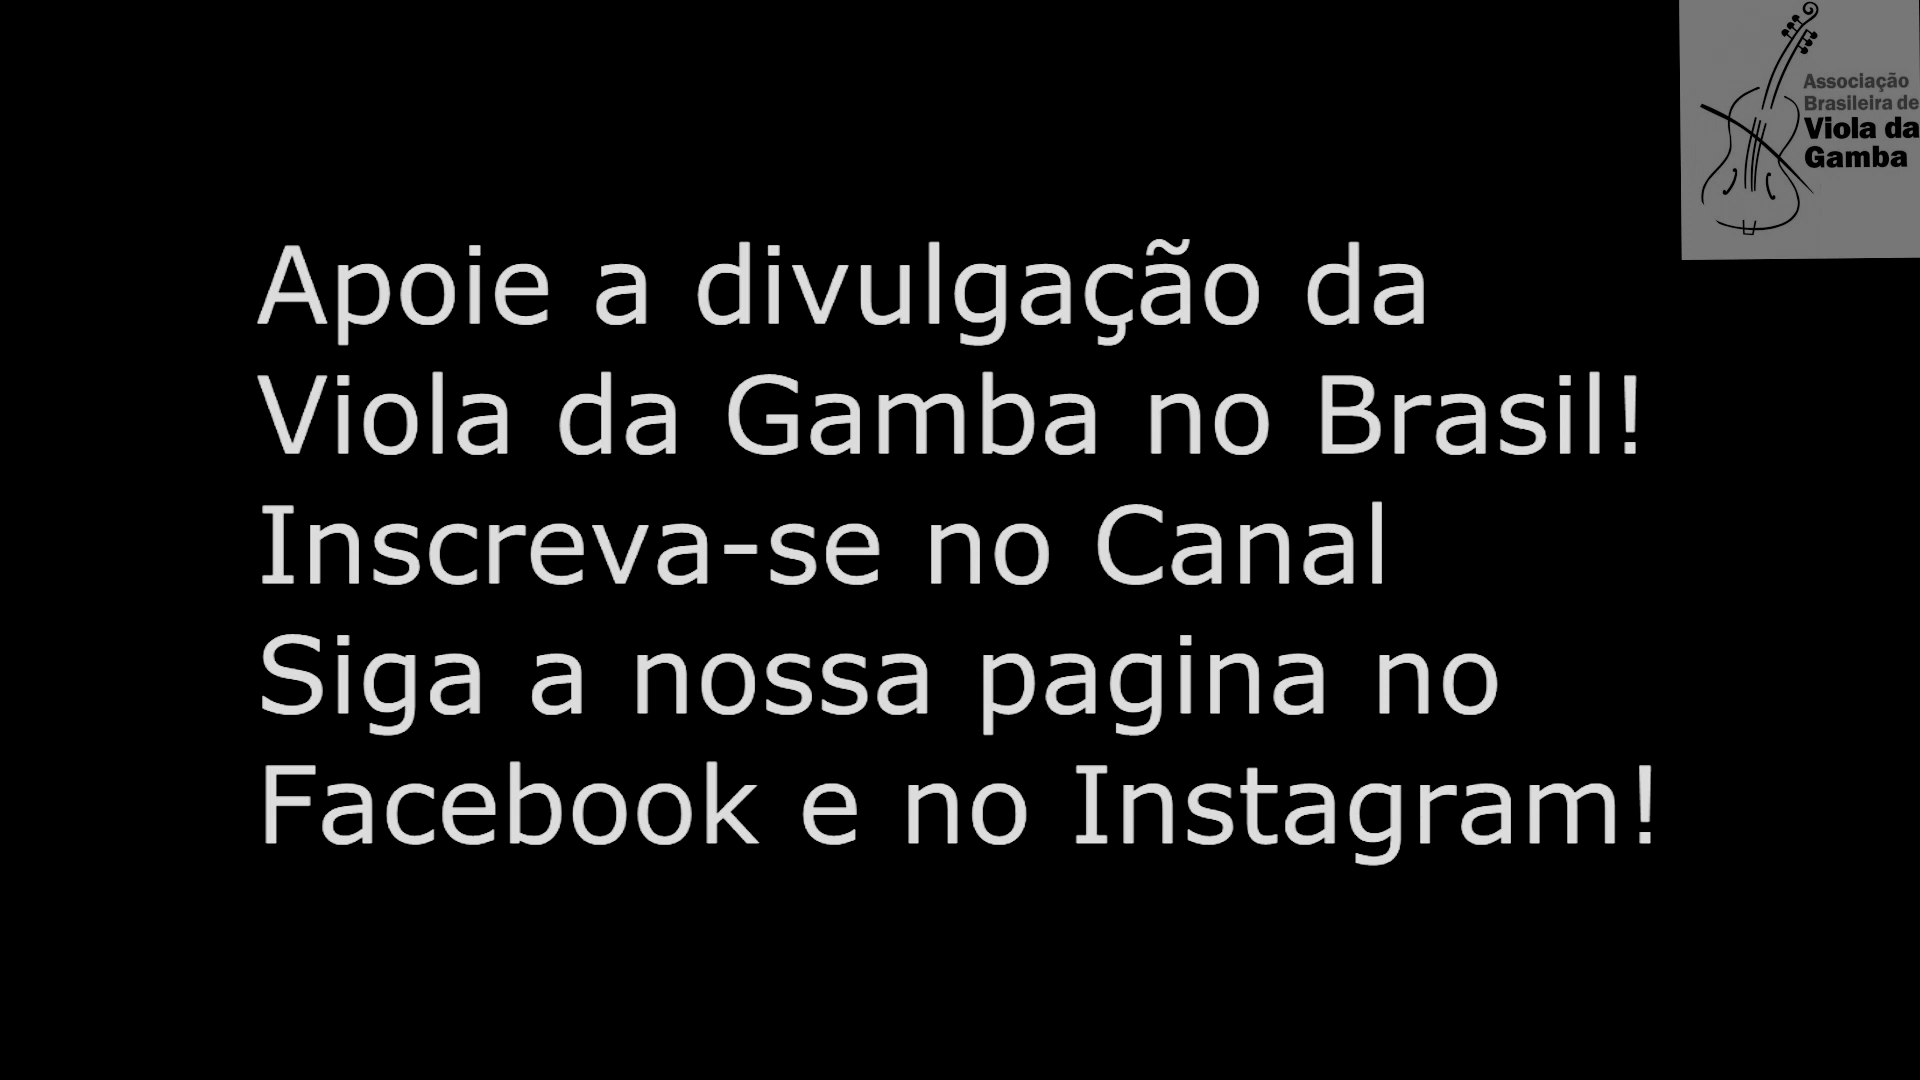 Associação
Brasileira de
Viola da
Gamba
Apoie a divulgação da
Viola da Gamba no Brasil!
Inscreva-se no Canal
Siga a nossa pagina no
Facebook e no Instagram!